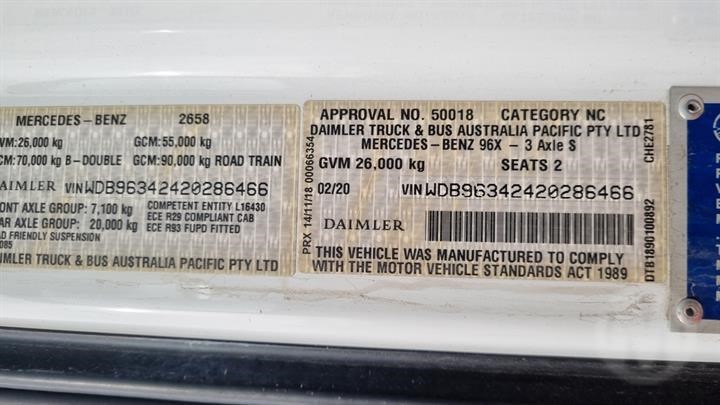 MERCEDES-BENZ 2658
VM: 26,000 kg GCM: 55,000 kg
CM: 70,000 kg B-DOUBLE GCM: 90,000 kg ROAD TRAIN
DAIMLER VIN WDB96342420286466
ONT AXLE GROUP: 7,100 kg COMPETENT ENTITY L16430
AR AXLE GROUP: 20,000 kg ECE R29 COMPLIANT CAB
AD FRIENDLY SUSPENSION ECE R93 FUPD FITTED
085
AIMLER TRUCK & BUS AUSTRALIA PACIFIC PTY LTD
PRX 14/11/18 00066354
APPROVAL NO. 50018 CATEGORY NC
DAIMLER TRUCK & BUS AUSTRALIA PACIFIC PTY LTD
MERCEDES-BENZ 96X - 3 Axle S
GVM 26,000 kg SEATS 2
02/20 VIN WDB96342420286466
DAIMLER
THIS VEHICLE WAS MANUFACTURED TO COMPLY
WITH THE MOTOR VEHICLE STANDARDS ACT 1989
DTB1890100892 CHE2781